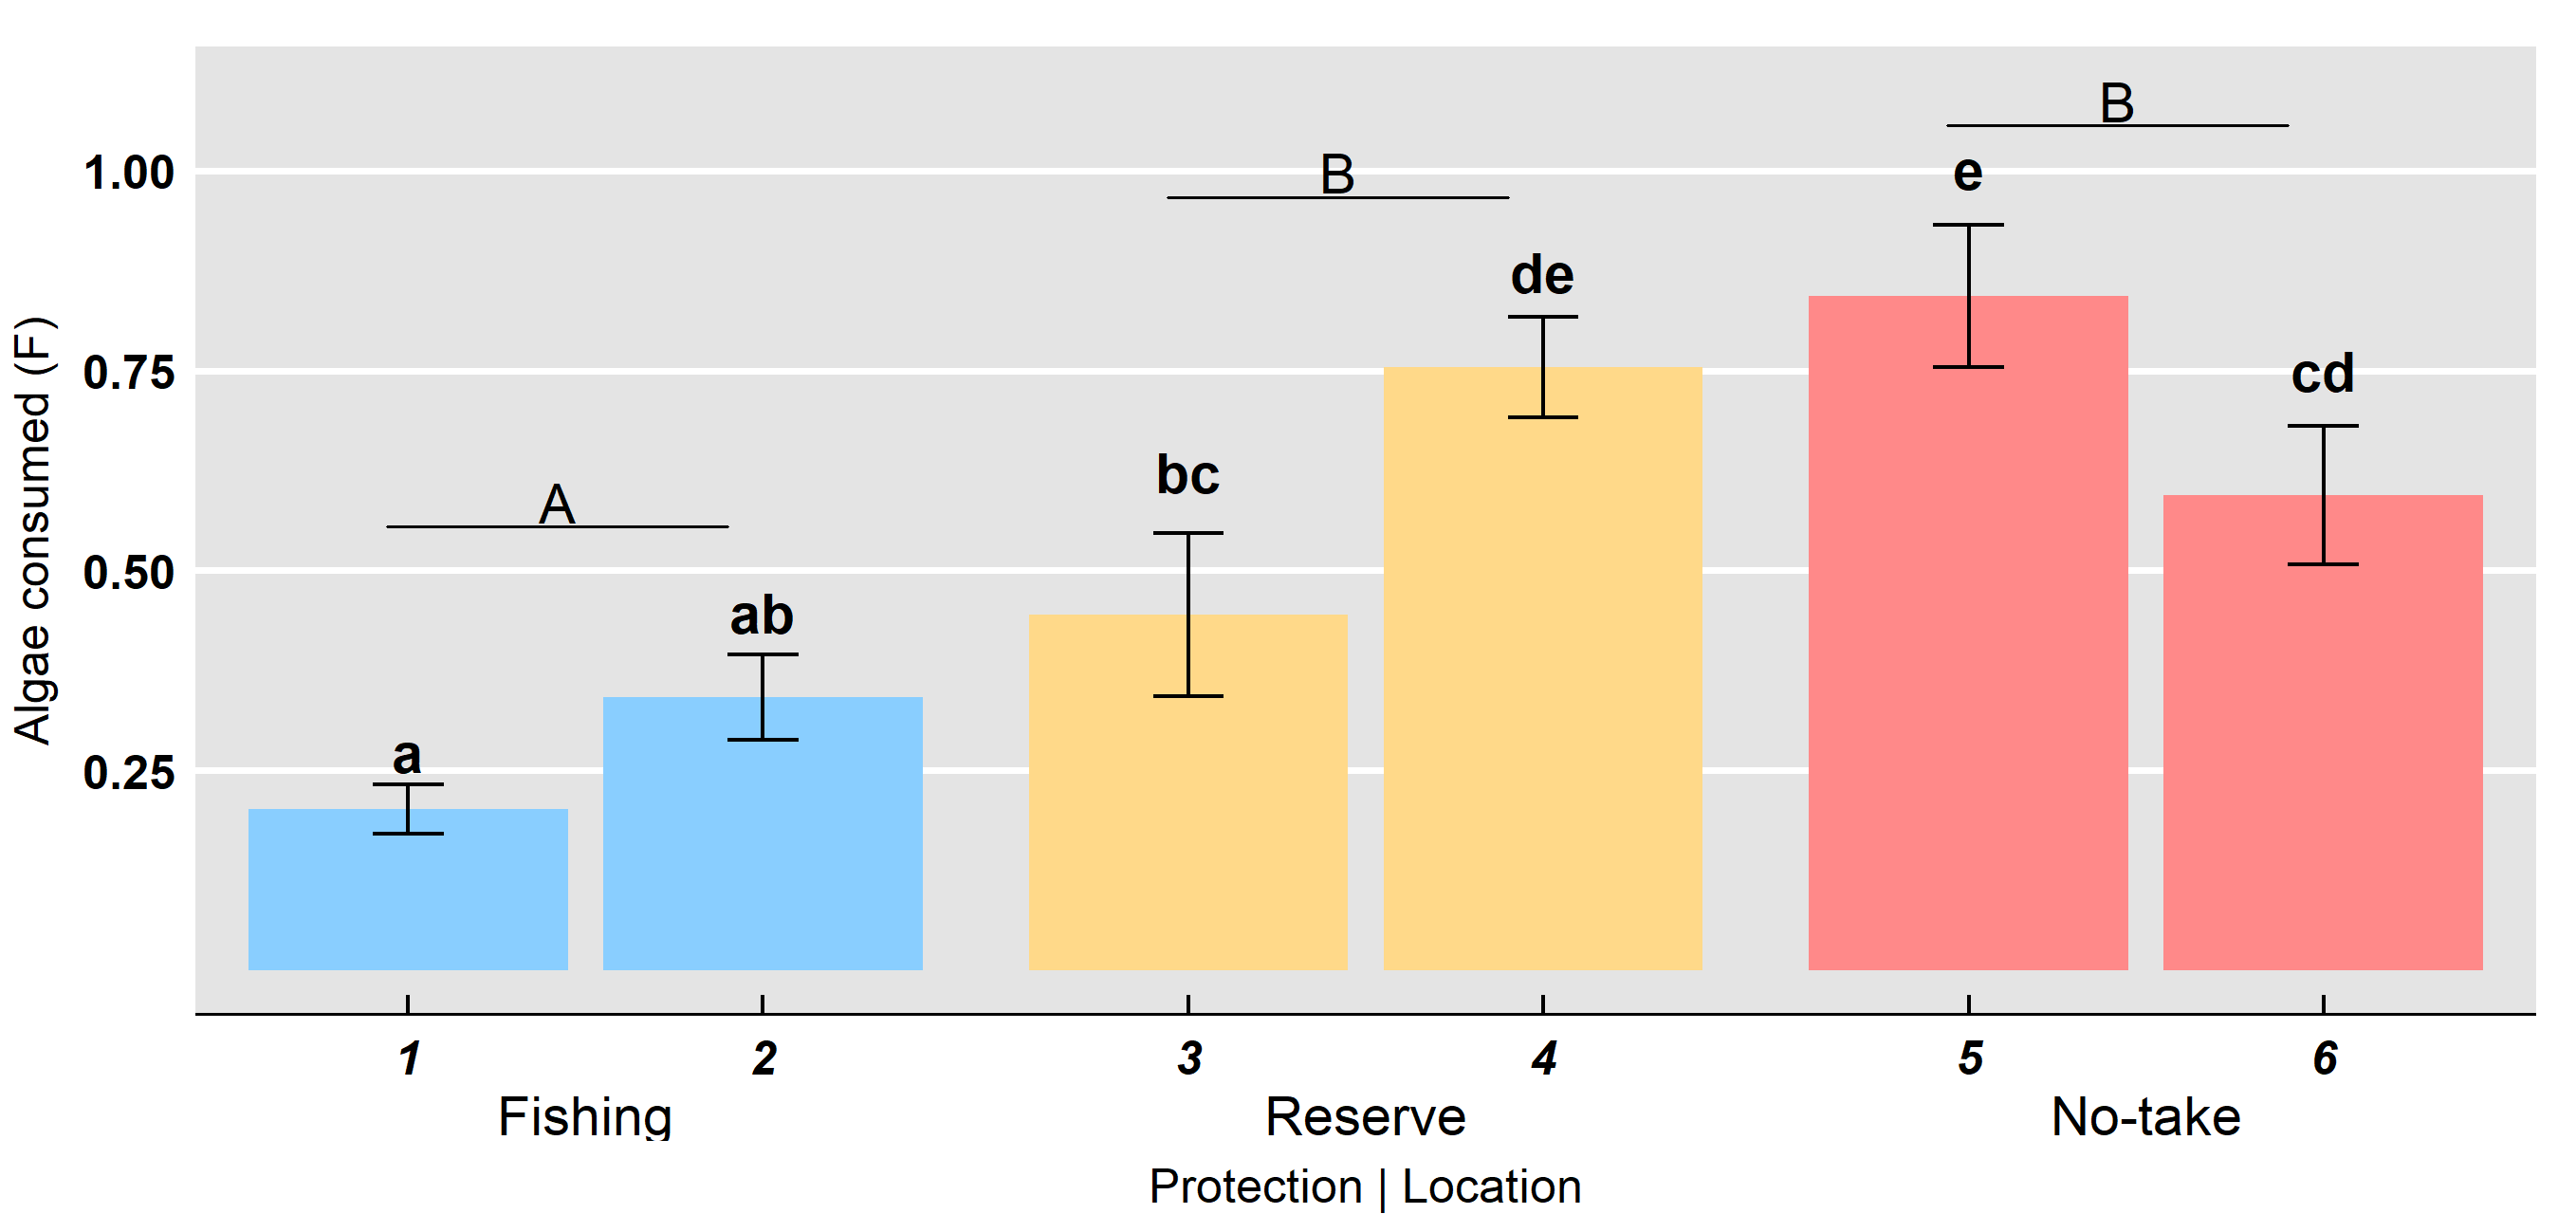 B
B
1.00
e
de
0.75
cd
bc
A
0.50
ab
a
0.25
Algae consumed (F)
1 2 3 4 5 6
Fishing Reserve No-take
Protection | Location